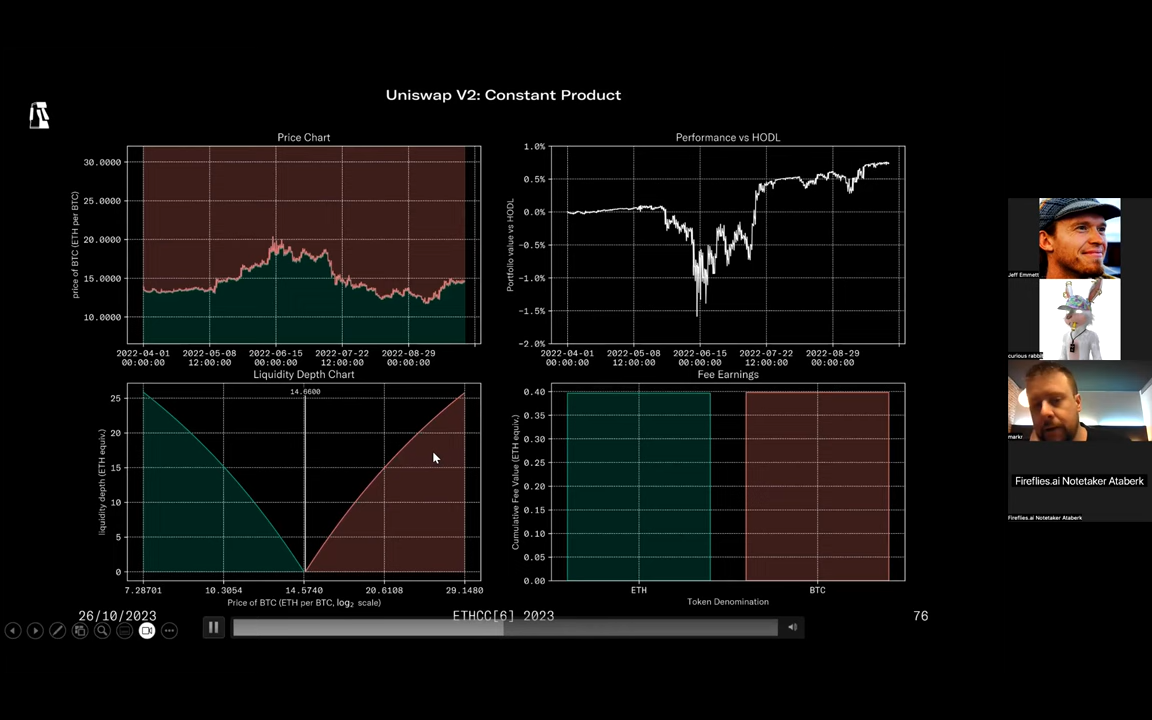 Uniswap V2: Constant Product
Price Chart
price of BTC (ETH per BTC)
30.0000
25.0000
20.0000
15.0000
10.0000
2022-04-01 00:00:00
2022-05-08 12:00:00
2022-06-15 00:00:00
2022-07-22 12:00:00
2022-08-29 00:00:00
Performance vs HODL
Portfolio value vs HODL
1.0%
0.5%
0.0%
-0.5%
-1.0%
-1.5%
-2.0%
2022-04-01 00:00:00
2022-05-08 12:00:00
2022-06-15 00:00:00
2022-07-22 12:00:00
2022-08-29 00:00:00
Liquidity Depth Chart
14.6600
liquidity depth (ETH equiv.)
25
20
15
10
5
0
7.28701
10.3054
14.5740
20.6108
29.1480
Price of BTC (ETH per BTC, log₂ scale)
Fee Earnings
Cumulative Fee Value (ETH equiv.)
0.40
0.35
0.30
0.25
0.20
0.15
0.10
0.05
0.00
ETH
BTC
Token Denomination
26/10/2023
ETHCC[6] 2023
76
Jeff Emmett
curious rabbit
markr
Fireflies.ai Notetaker Ataberk
Fireflies.ai Notetaker Ataberk